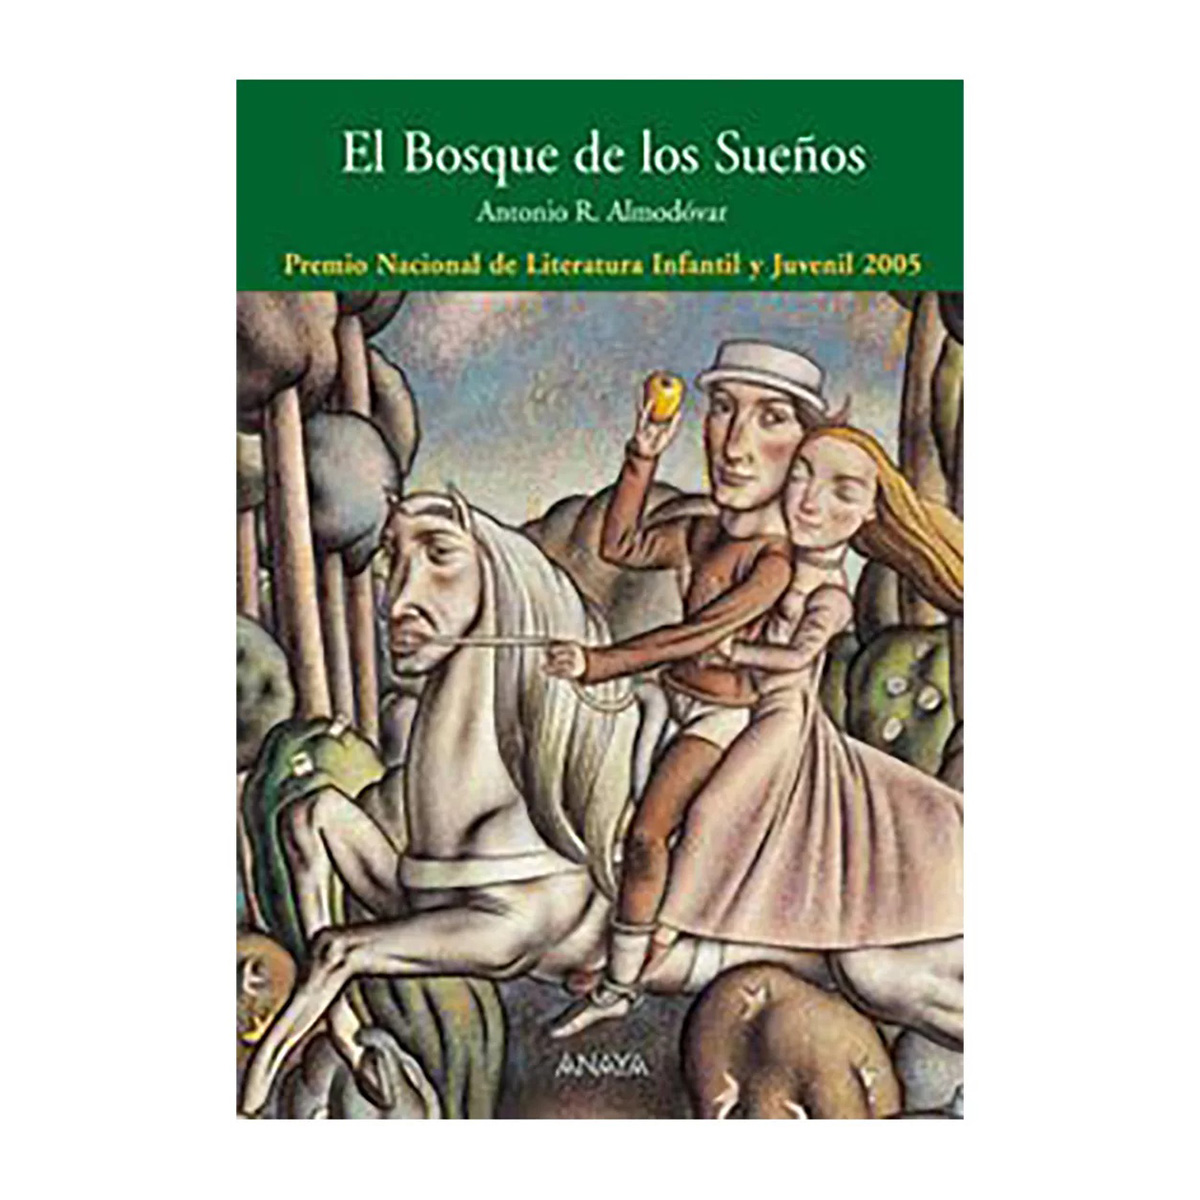 El Bosque de los Sueños
Antonio R. Almodóvar
Premio Nacional de Literatura Infantil y Juvenil 2005
ANAYA